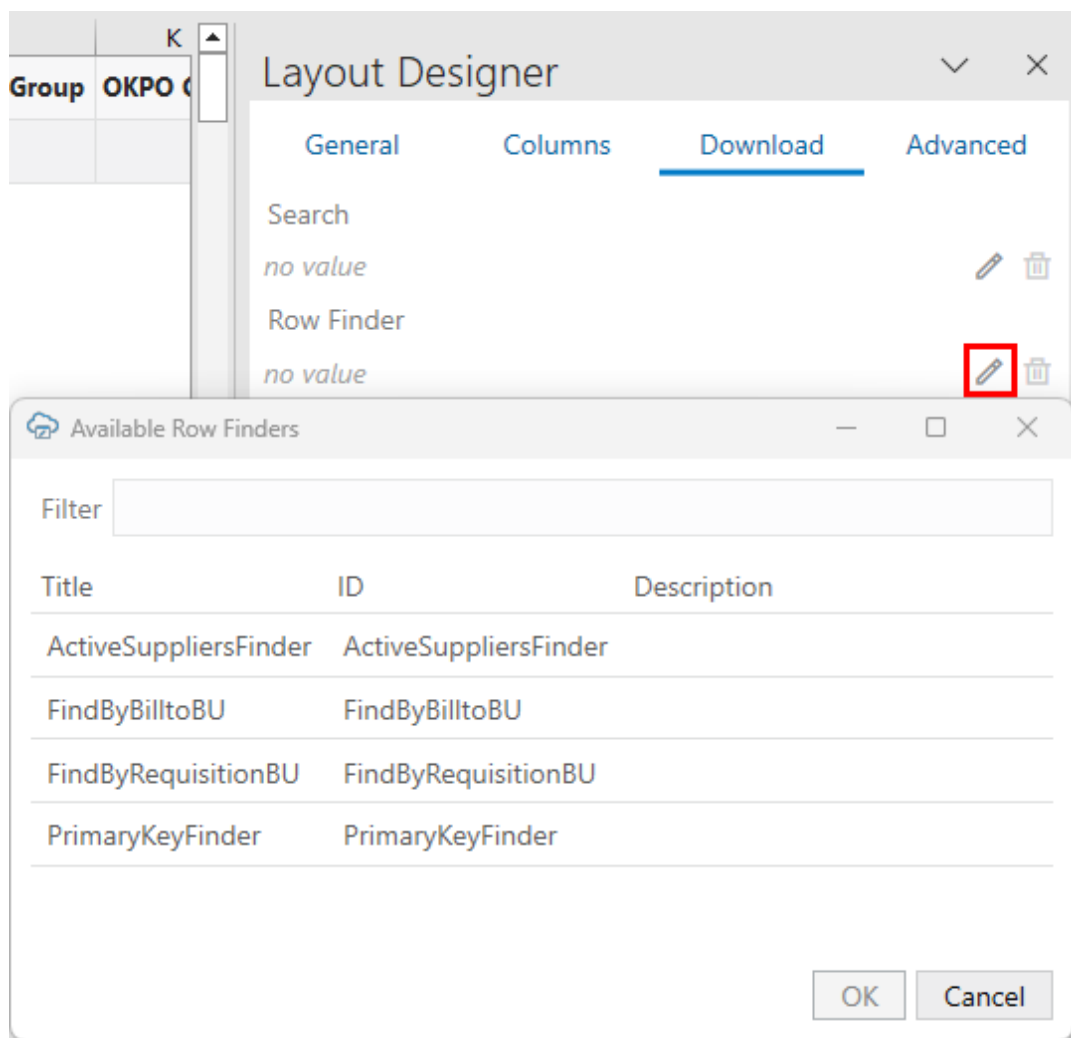 K
Group OKPO
Layout Designer
General Columns Download Advanced
Search
no value
Row Finder
no value
Available Row Finders
Filter
Title ID Description
ActiveSuppliersFinder ActiveSuppliersFinder
FindByBilltoBU FindByBilltoBU
FindByRequisitionBU FindByRequisitionBU
PrimaryKeyFinder PrimaryKeyFinder
OK Cancel